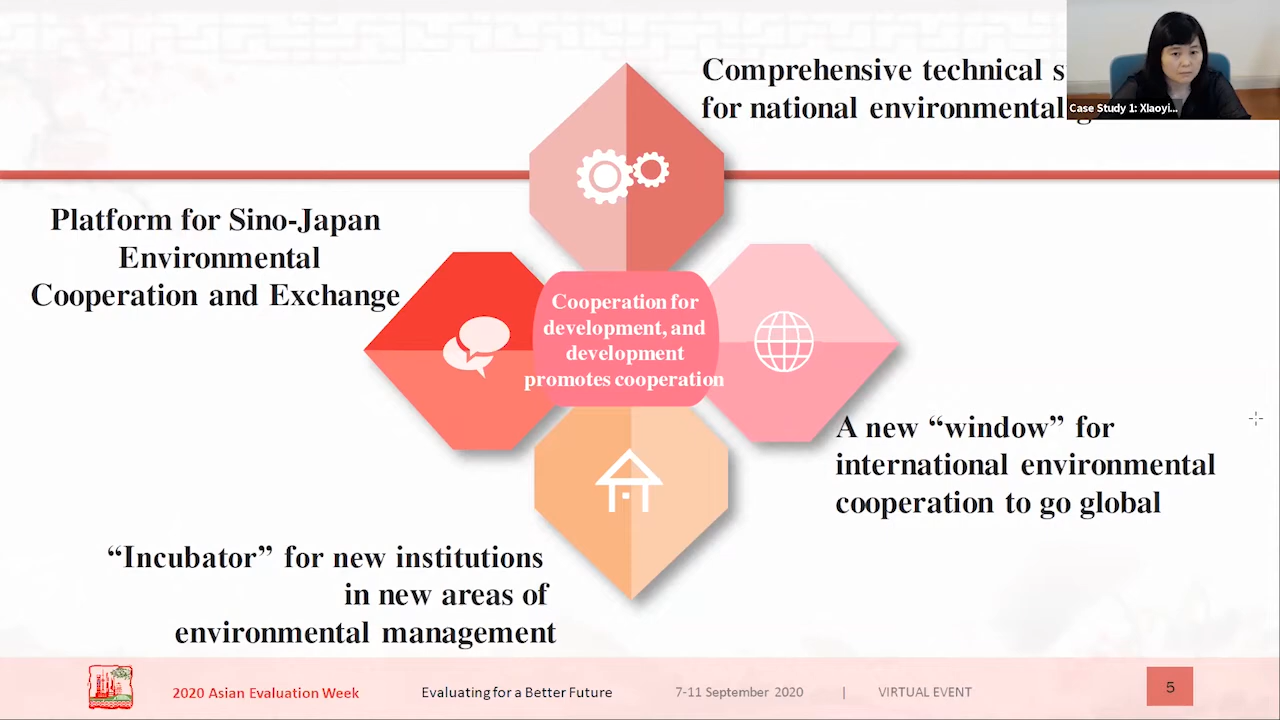 Comprehensive technical
for national environmental
Case Study 1: Xiaoyi...
Platform for Sino-Japan
Environmental
Cooperation and Exchange
Cooperation for
development, and
development
promotes cooperation
A new “window” for
international environmental
cooperation to go global
“Incubator” for new institutions
in new areas of
environmental management
2020 Asian Evaluation Week Evaluating for a Better Future 7-11 September 2020 | VIRTUAL EVENT 5